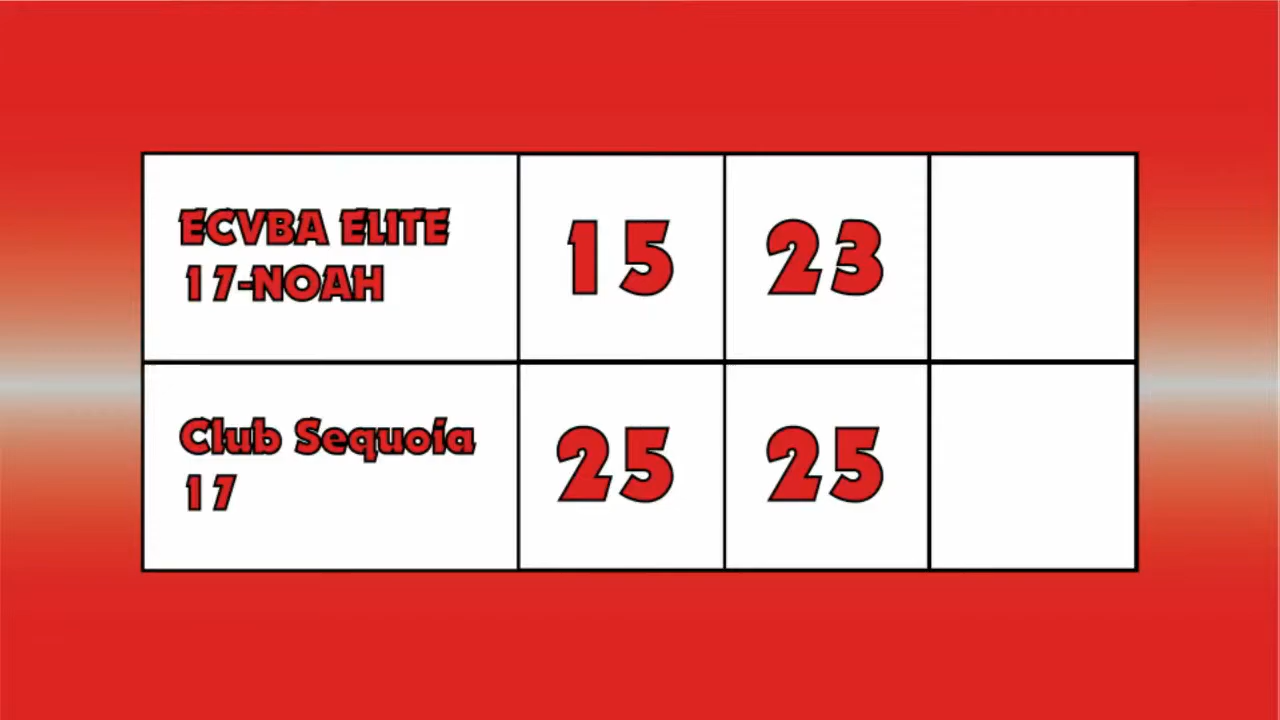 ECVBA ELITE
17-NOAH
15 23
Club Sequoia
17
25 25